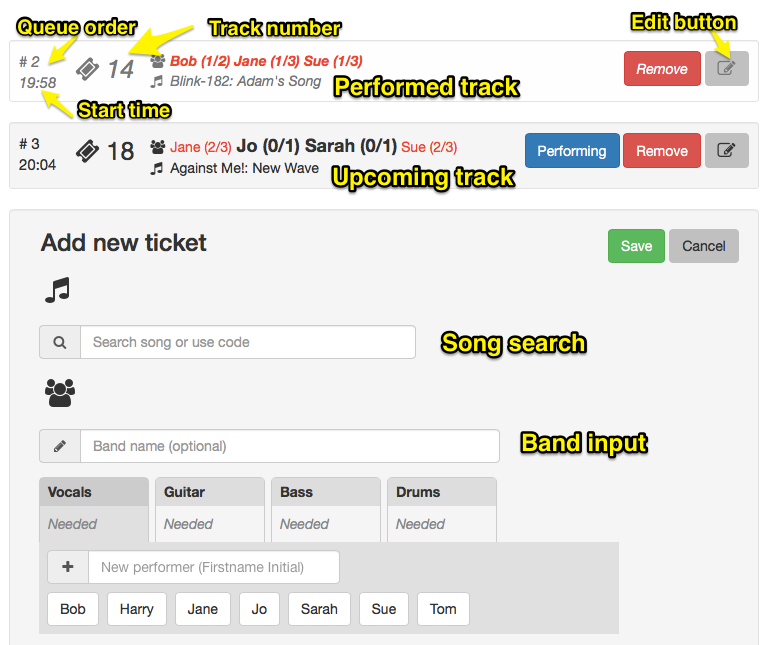 Queue order
Track number
Edit button
# 2
14
Bob (1/2) Jane (1/3) Sue (1/3)
Remove
19:58
Blink-182: Adam's Song
Performed track
Start time
# 3
18
Jane (2/3) Jo (0/1) Sarah (0/1) Sue (2/3)
Performing
Remove
20:04
Against Me!: New Wave
Upcoming track
Add new ticket
Save
Cancel
Search song or use code
Song search
Band name (optional)
Band input
Vocals Guitar Bass Drums
Needed Needed Needed Needed
New performer (Firstname Initial)
Bob Harry Jane Jo Sarah Sue Tom